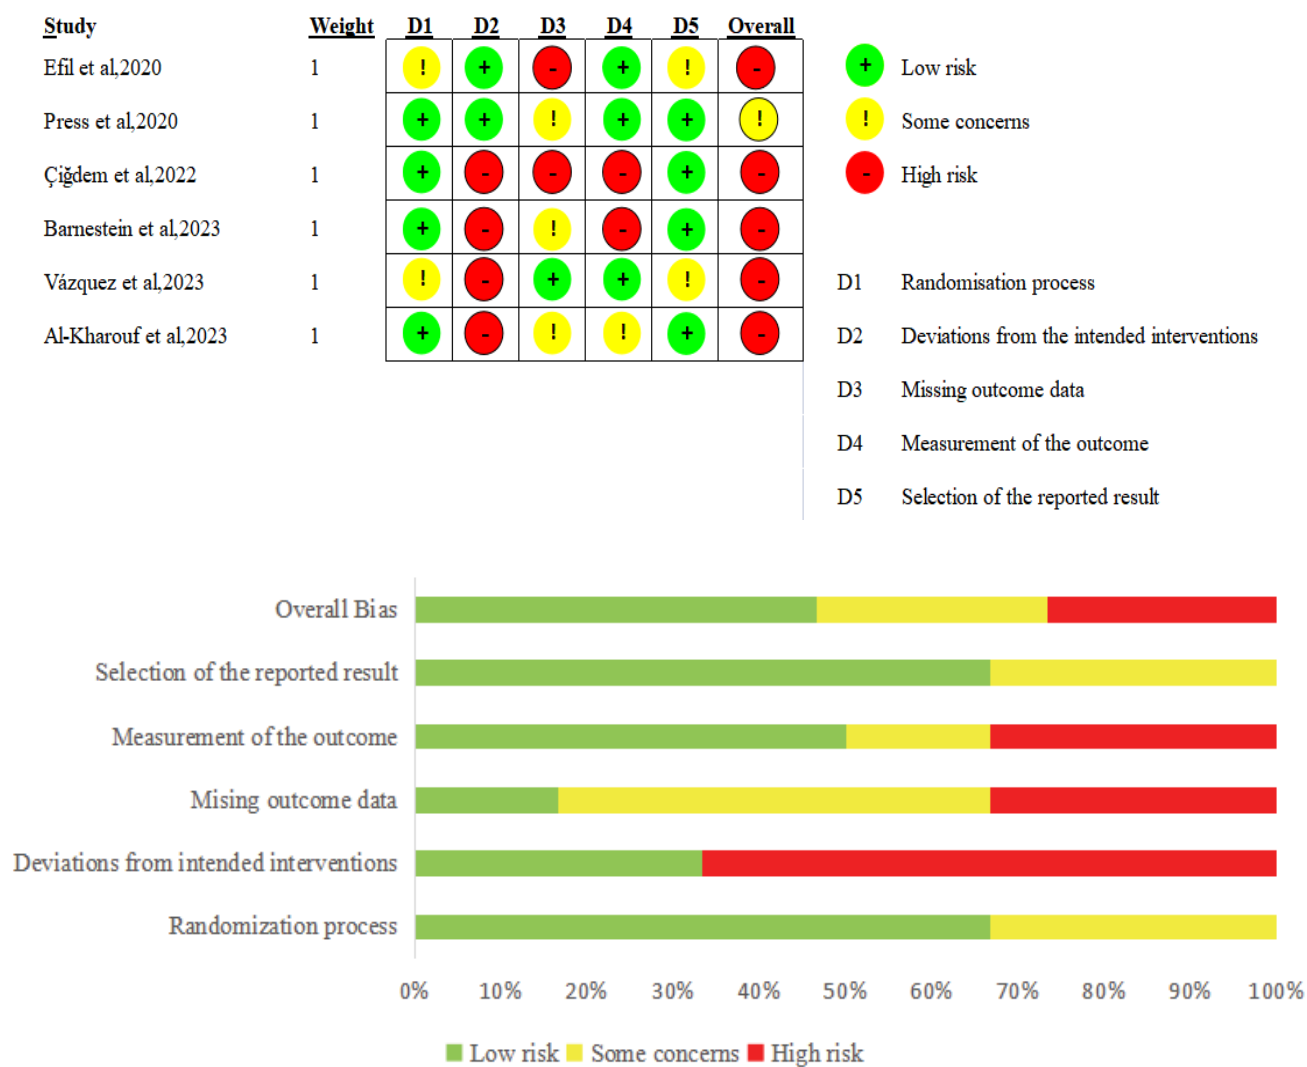 Study Weight D1 D2 D3 D4 D5 Overall
Efil et al,2020 1 ! + - + ! -
Press et al,2020 1 + + ! + + !
Çiğdem et al,2022 1 + - - - + -
Barnestein et al,2023 1 + - ! - + -
Vázquez et al,2023 1 ! - + + ! -
Al-Kharouf et al,2023 1 + - ! ! + -
+ Low risk
! Some concerns
- High risk
D1 Randomisation process
D2 Deviations from the intended interventions
D3 Missing outcome data
D4 Measurement of the outcome
D5 Selection of the reported result
Overall Bias
Selection of the reported result
Measurement of the outcome
Mising outcome data
Deviations from intended interventions
Randomization process
0% 10% 20% 30% 40% 50% 60% 70% 80% 90% 100%
Low risk Some concerns High risk